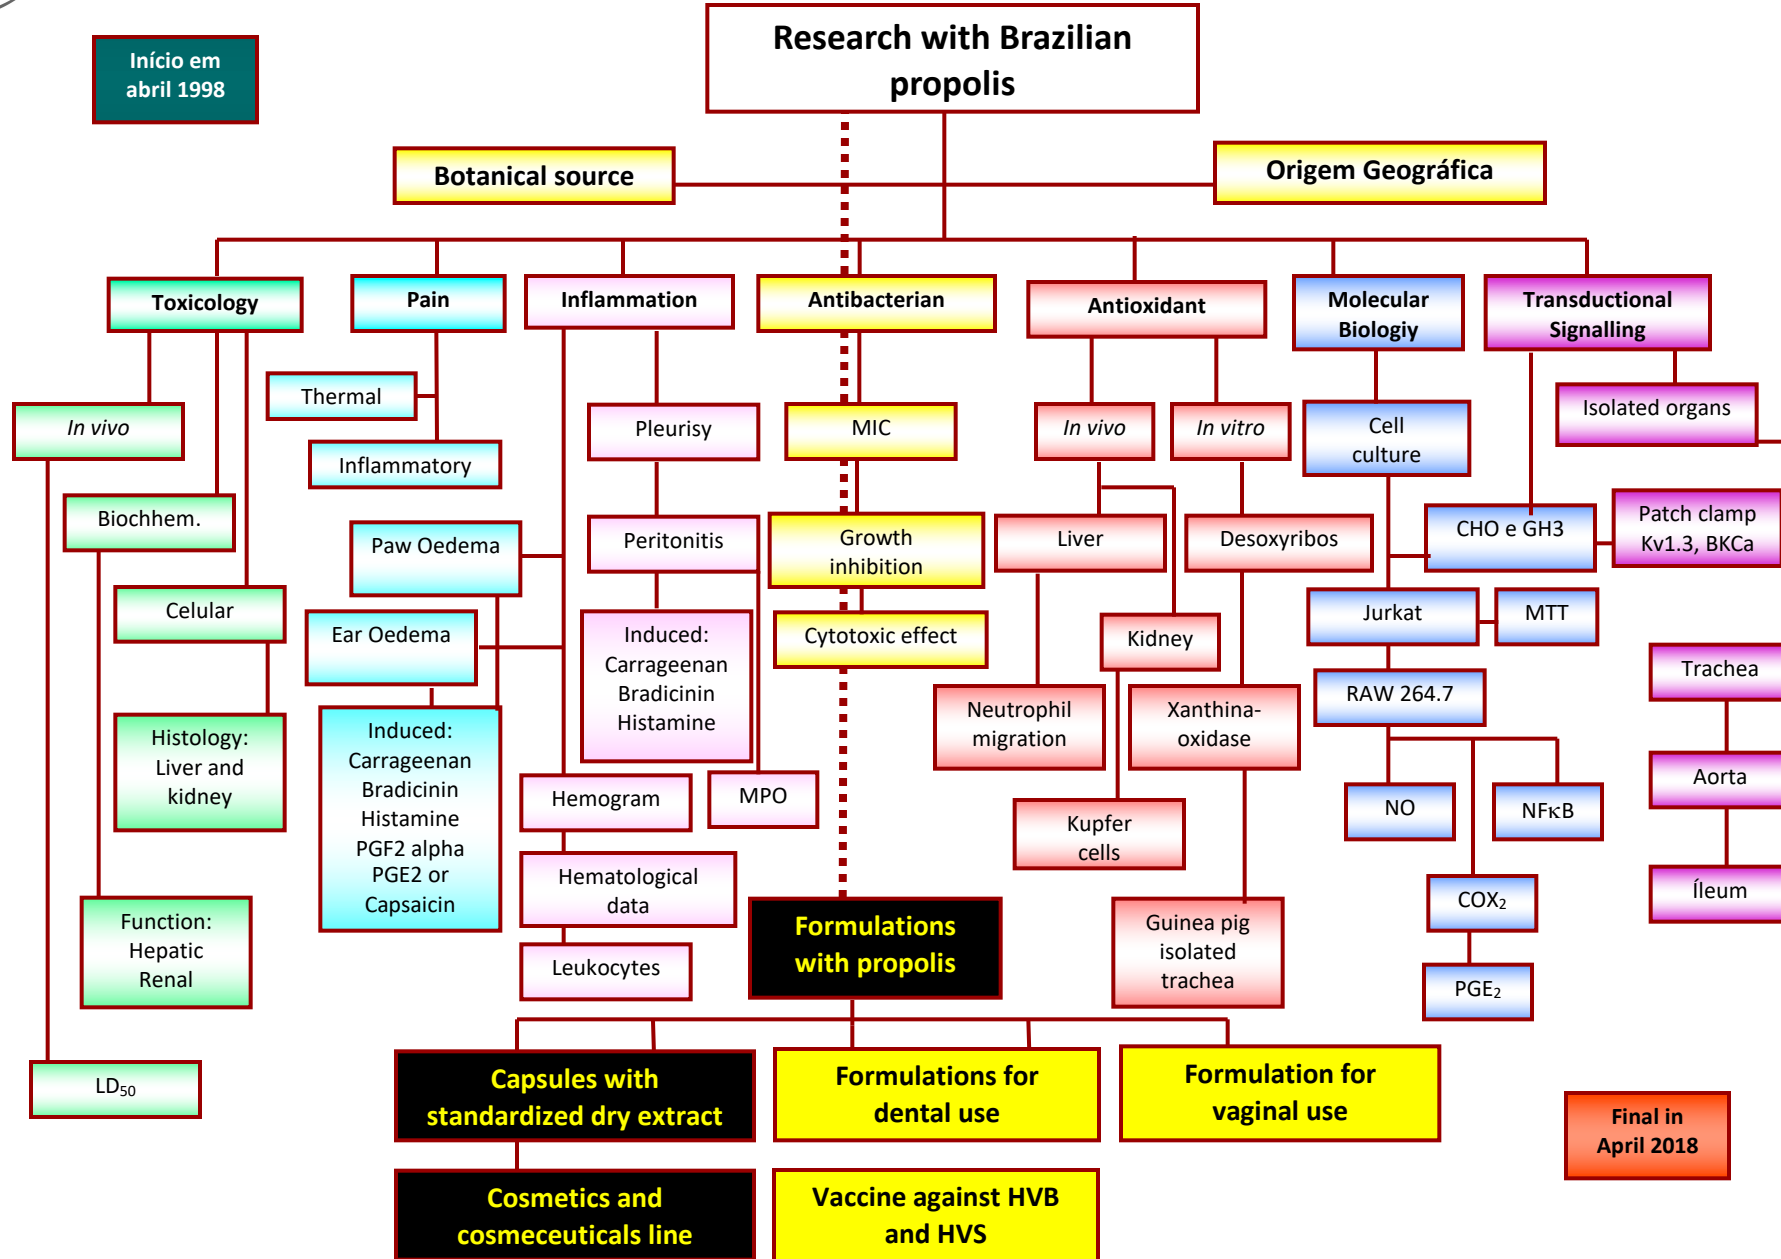 Research with Brazilian
propolis
Início em
abril 1998
Botanical source
Origem Geográfica
Toxicology
Pain
Inflammation
Antibacterian
Antioxidant
Molecular
Biologiy
Transductional
Signalling
In vivo
Biochhem.
Celular
Histology:
Liver and
kidney
Function:
Hepatic
Renal
LD50
Thermal
Inflammatory
Paw Oedema
Ear Oedema
Induced:
Carrageenan
Bradicinin
Histamine
PGF2 alpha
PGE2 or
Capsaicin
Pleurisy
Peritonitis
Induced:
Carrageenan
Bradicinin
Histamine
MPO
Hemogram
Hematological
data
Leukocytes
MIC
Growth
inhibition
Cytotoxic effect
In vivo
In vitro
Liver
Desoxyribos
Kidney
Neutrophil
migration
Xanthina-
oxidase
Kupfer
cells
Guinea pig
isolated
trachea
Cell
culture
CHO e GH3
Jurkat
MTT
RAW 264.7
NO
NFκB
COX2
PGE2
Isolated organs
Patch clamp
Kv1.3, BKCa
Trachea
Aorta
Íleum
Formulations
with propolis
Capsules with
standardized dry extract
Formulations for
dental use
Formulation for
vaginal use
Cosmetics and
cosmeceuticals line
Vaccine against HVB
and HVS
Final in
April 2018